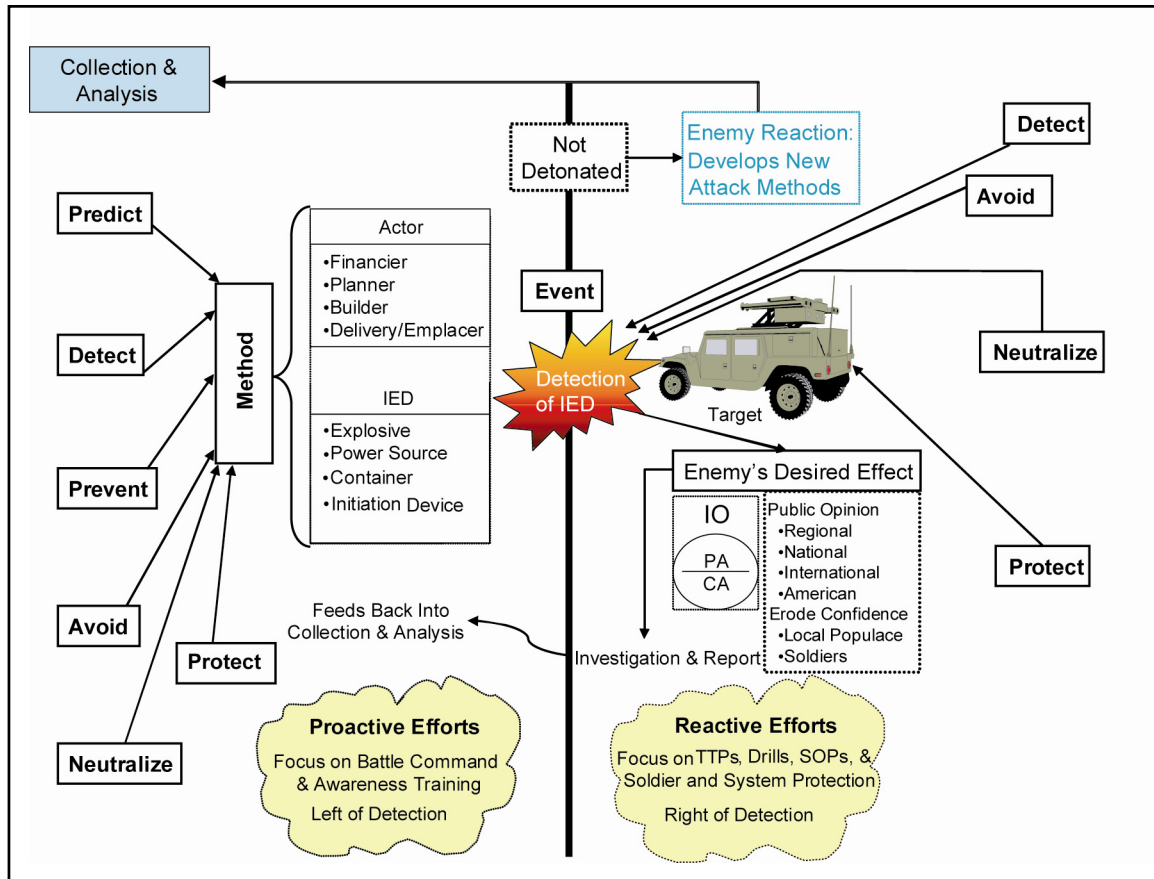 Collection &
Analysis
Not
Detonated
Enemy Reaction:
Develops New
Attack Methods
Detect
Avoid
Neutralize
Protect
Predict
Detect
Prevent
Avoid
Protect
Neutralize
Method
Actor
•Financier
•Planner
•Builder
•Delivery/Emplacer
IED
•Explosive
•Power Source
•Container
•Initiation Device
Event
Detection
of IED
Target
Enemy's Desired Effect
IO
PA
CA
Public Opinion
•Regional
•National
•International
•American
Erode Confidence
•Local Populace
•Soldiers
Feeds Back Into
Collection & Analysis
Investigation & Report
Proactive Efforts
Focus on Battle Command
& Awareness Training
Left of Detection
Reactive Efforts
Focus on TTPs, Drills, SOPs, &
Soldier and System Protection
Right of Detection